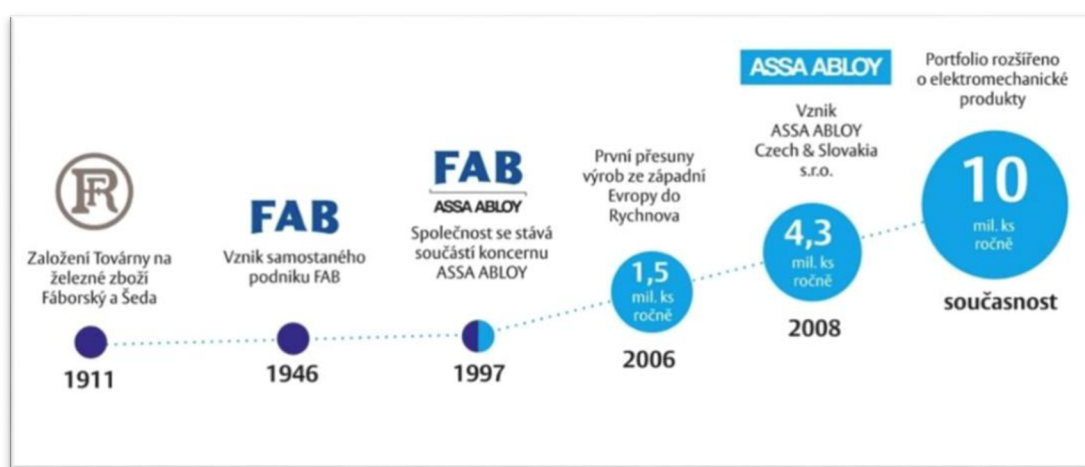 FR
Založení Továrny na
železné zboží
Fáborský a Šeda
1911
FAB
Vznik samostaného
podniku FAB
1946
FAB
ASSA ABLOY
Společnost se stává
součástí koncernu
ASSA ABLOY
1997
První přesuny
výrob ze západní
Evropy do
Rychnova
1,5
mil. ks
ročně
2006
ASSA ABLOY
Vznik
ASSA ABLOY
Czech & Slovakia
s.r.o.
4,3
mil. ks
ročně
2008
Portfolio rozšířeno
o elektromechanické
produkty
10
mil. ks
ročně
současnost